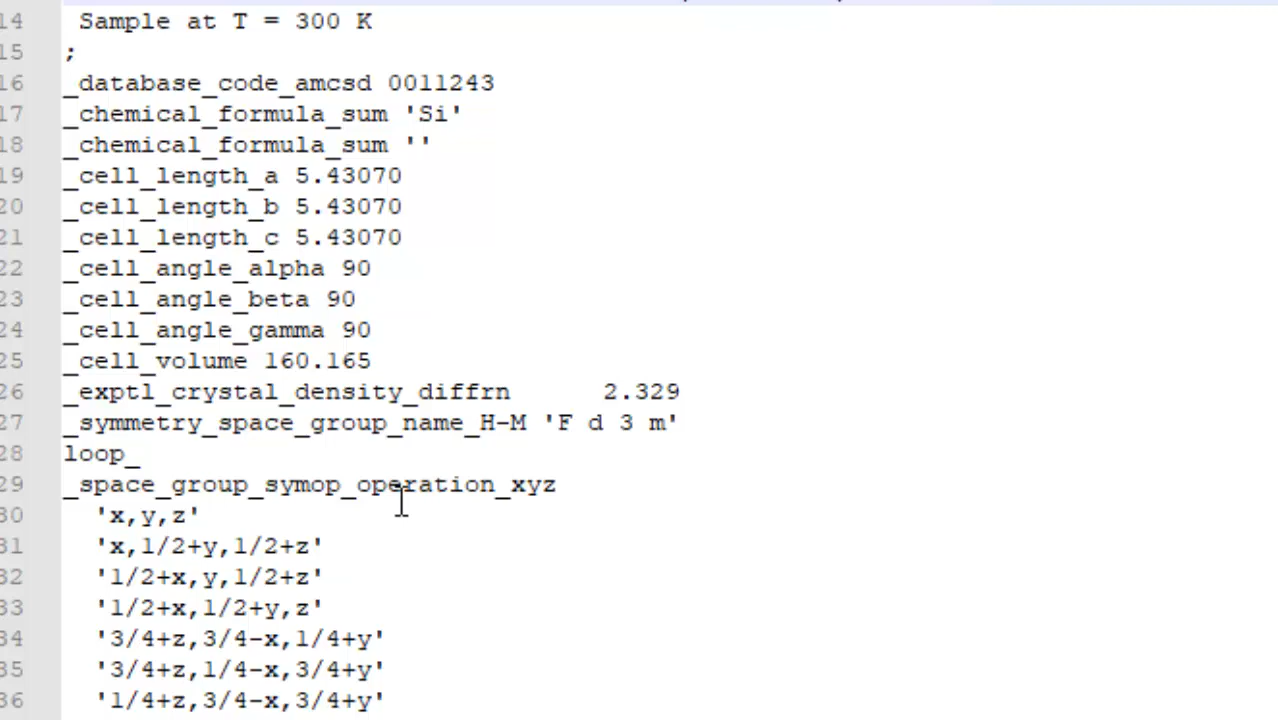 14 Sample at T = 300 K
15 ;
16 _database_code_amcsd 0011243
17 _chemical_formula_sum 'Si'
18 _chemical_formula_sum ''
19 _cell_length_a 5.43070
20 _cell_length_b 5.43070
21 _cell_length_c 5.43070
22 _cell_angle_alpha 90
23 _cell_angle_beta 90
24 _cell_angle_gamma 90
25 _cell_volume 160.165
26 _exptl_crystal_density_diffrn      2.329
27 _symmetry_space_group_name_H-M 'F d 3 m'
28 loop_
29 _space_group_symop_operation_xyz
30   'x,y,z'
31   'x,1/2+y,1/2+z'
32   '1/2+x,y,1/2+z'
33   '1/2+x,1/2+y,z'
34   '3/4+z,3/4-x,1/4+y'
35   '3/4+z,1/4-x,3/4+y'
36   '1/4+z,3/4-x,3/4+y'